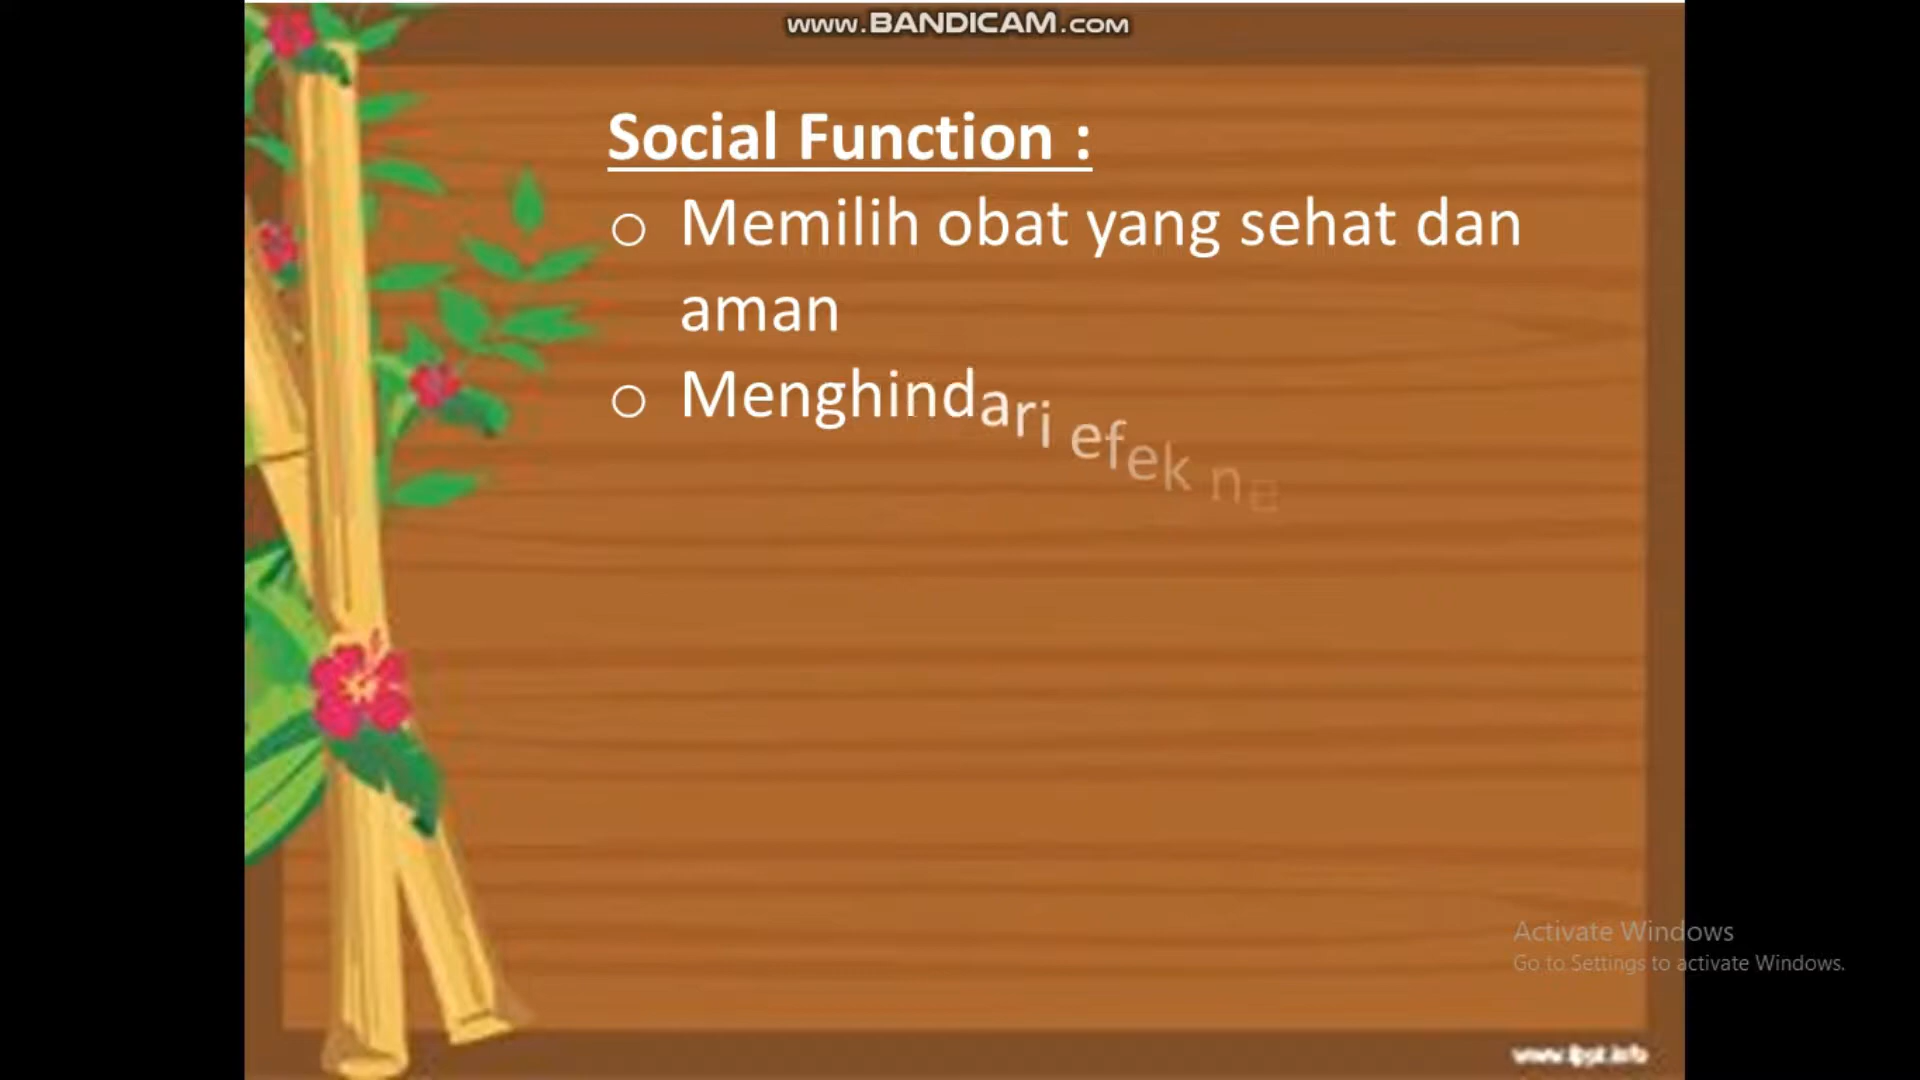 www.BANDICAM.com
Social Function :
o Memilih obat yang sehat dan
aman
o Menghindari efek ne
Activate Windows
Go to Settings to activate Windows.